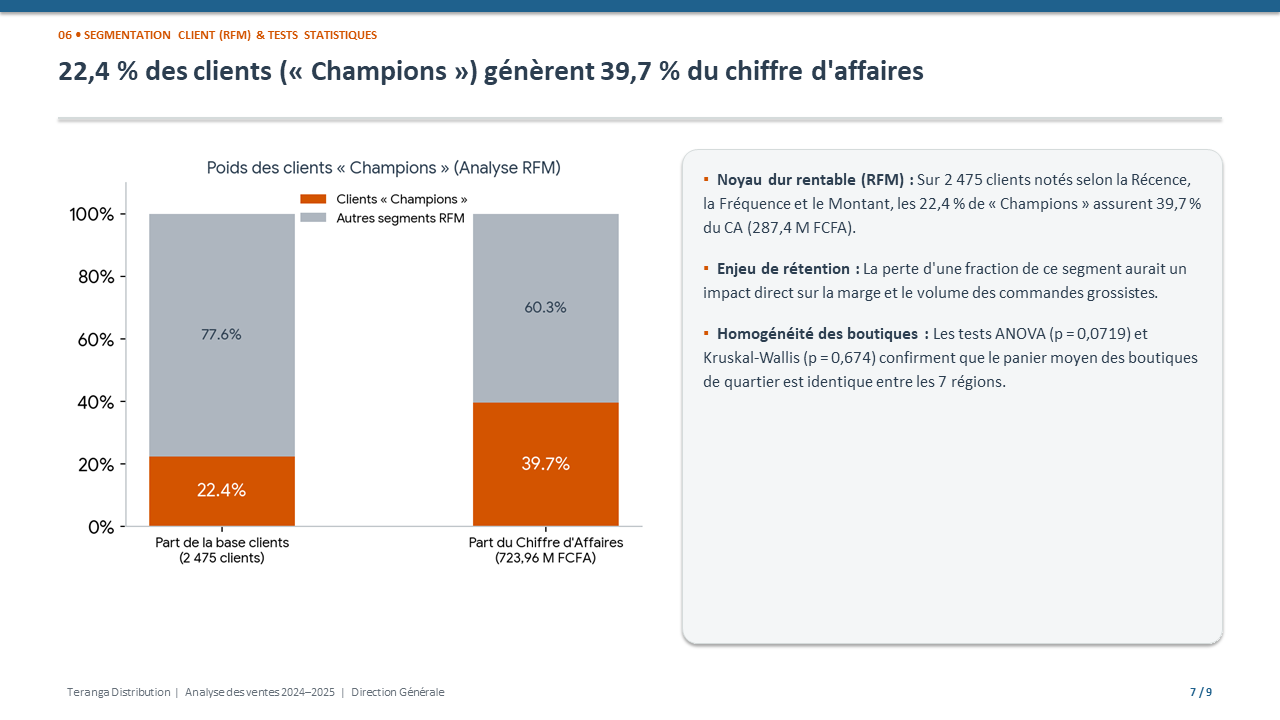 06 • SEGMENTATION CLIENT (RFM) & TESTS STATISTIQUES
22,4 % des clients (« Champions ») génèrent 39,7 % du chiffre d'affaires
Poids des clients « Champions » (Analyse RFM)
Clients « Champions »
Autres segments RFM
100%
80%
60%
40%
20%
0%
77.6%
22.4%
60.3%
39.7%
Part de la base clients
(2 475 clients)
Part du Chiffre d'Affaires
(723,96 M FCFA)
▪ Noyau dur rentable (RFM) : Sur 2 475 clients notés selon la Récence,
la Fréquence et le Montant, les 22,4 % de « Champions » assurent 39,7 %
du CA (287,4 M FCFA).
▪ Enjeu de rétention : La perte d'une fraction de ce segment aurait un
impact direct sur la marge et le volume des commandes grossistes.
▪ Homogénéité des boutiques : Les tests ANOVA (p = 0,0719) et
Kruskal-Wallis (p = 0,674) confirment que le panier moyen des boutiques
de quartier est identique entre les 7 régions.
Teranga Distribution | Analyse des ventes 2024–2025 | Direction Générale
7 / 9